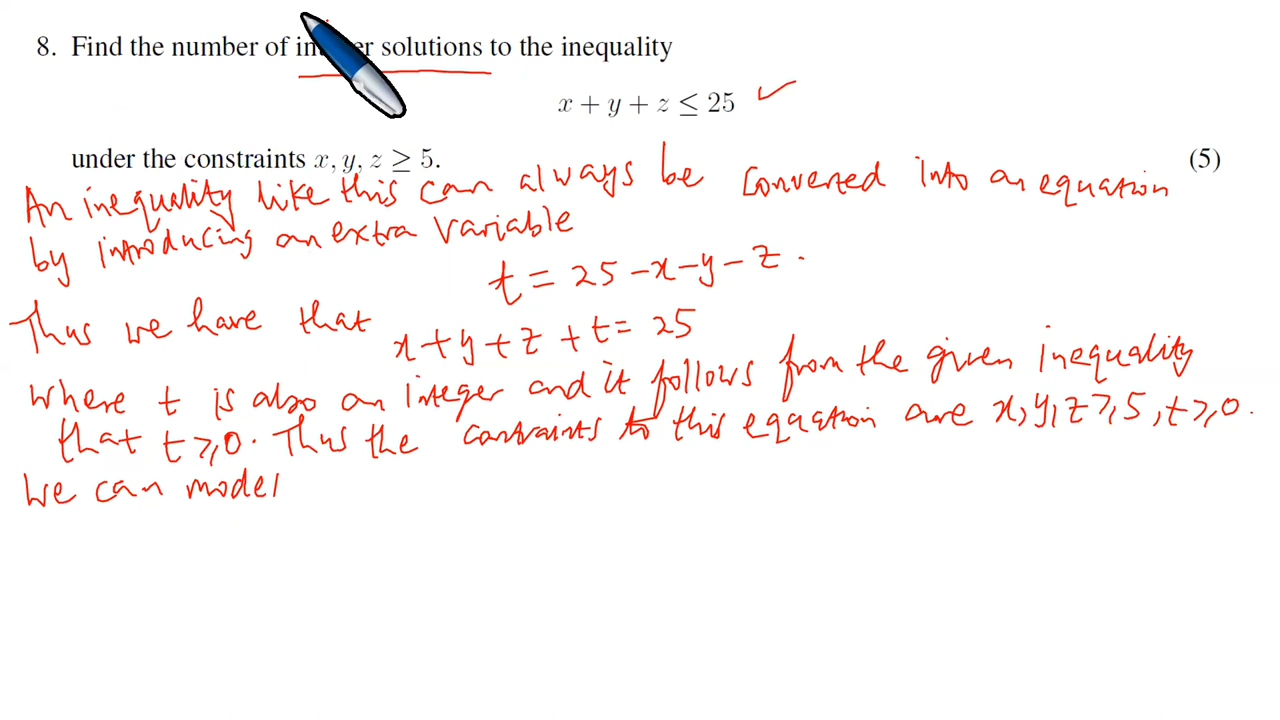 8. Find the number of solutions to the inequality
x + y + z ≤ 25 ✓
under the constraints x, y, z ≥ 5. (5)
An inequality like this can always be converted into an equation
by introducing an extra variable
t = 25 - x - y - z .
Thus we have that
x + y + z + t = 25
where t is also an integer and it follows from the given inequality
that t ≥ 0. Thus the contraints to this equation are x, y, z ≥ 5, t ≥ 0.
We can model